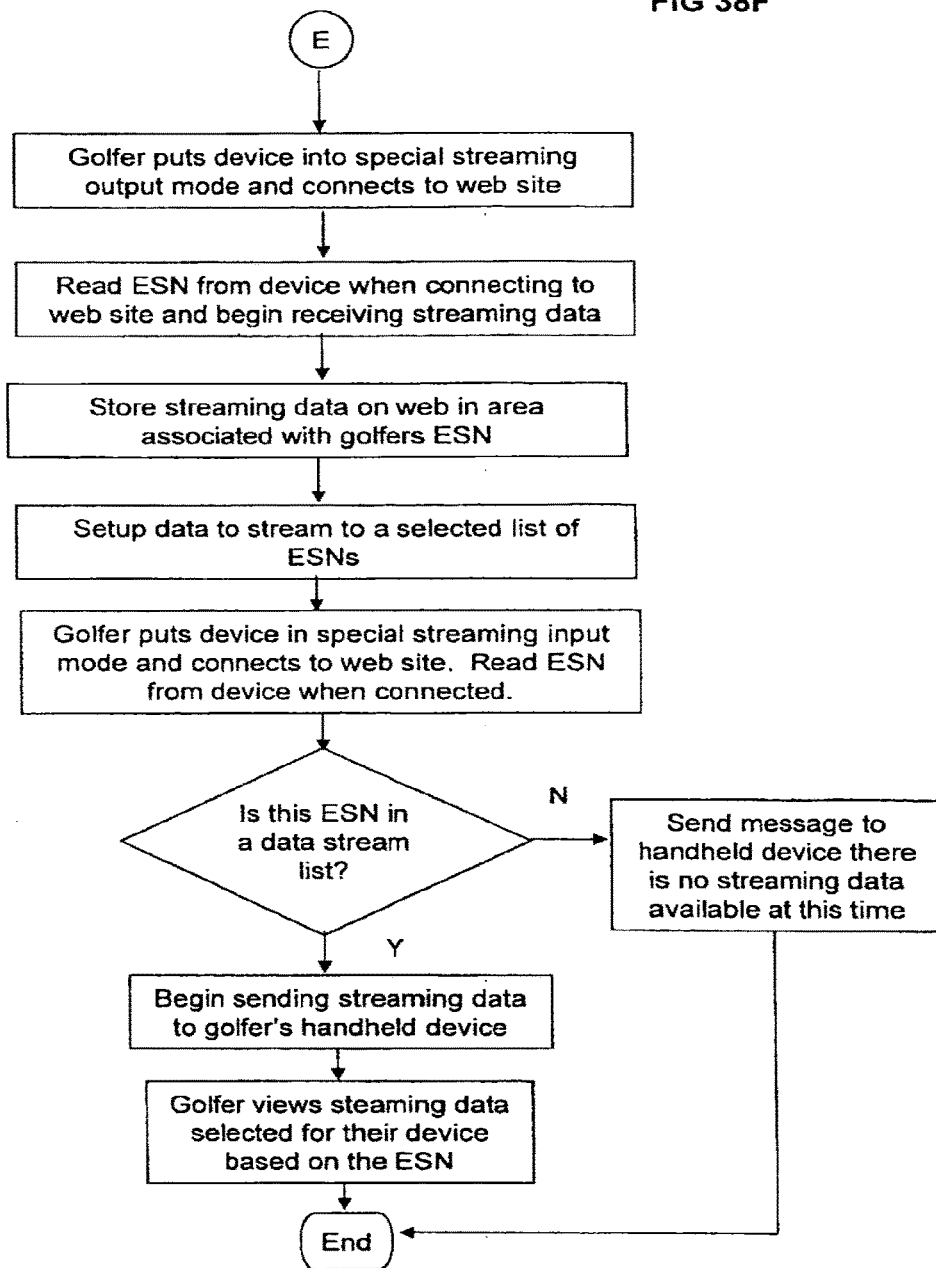 FIG 38F
E
Golfer puts device into special streaming
output mode and connects to web site
Read ESN from device when connecting to
web site and begin receiving streaming data
Store streaming data on web in area
associated with golfers ESN
Setup data to stream to a selected list of
ESNs
Golfer puts device in special streaming input
mode and connects to web site. Read ESN
from device when connected.
Is this ESN in
a data stream
list?
N
Send message to
handheld device there
is no streaming data
available at this time
Y
Begin sending streaming data
to golfer's handheld device
Golfer views steaming data
selected for their device
based on the ESN
End